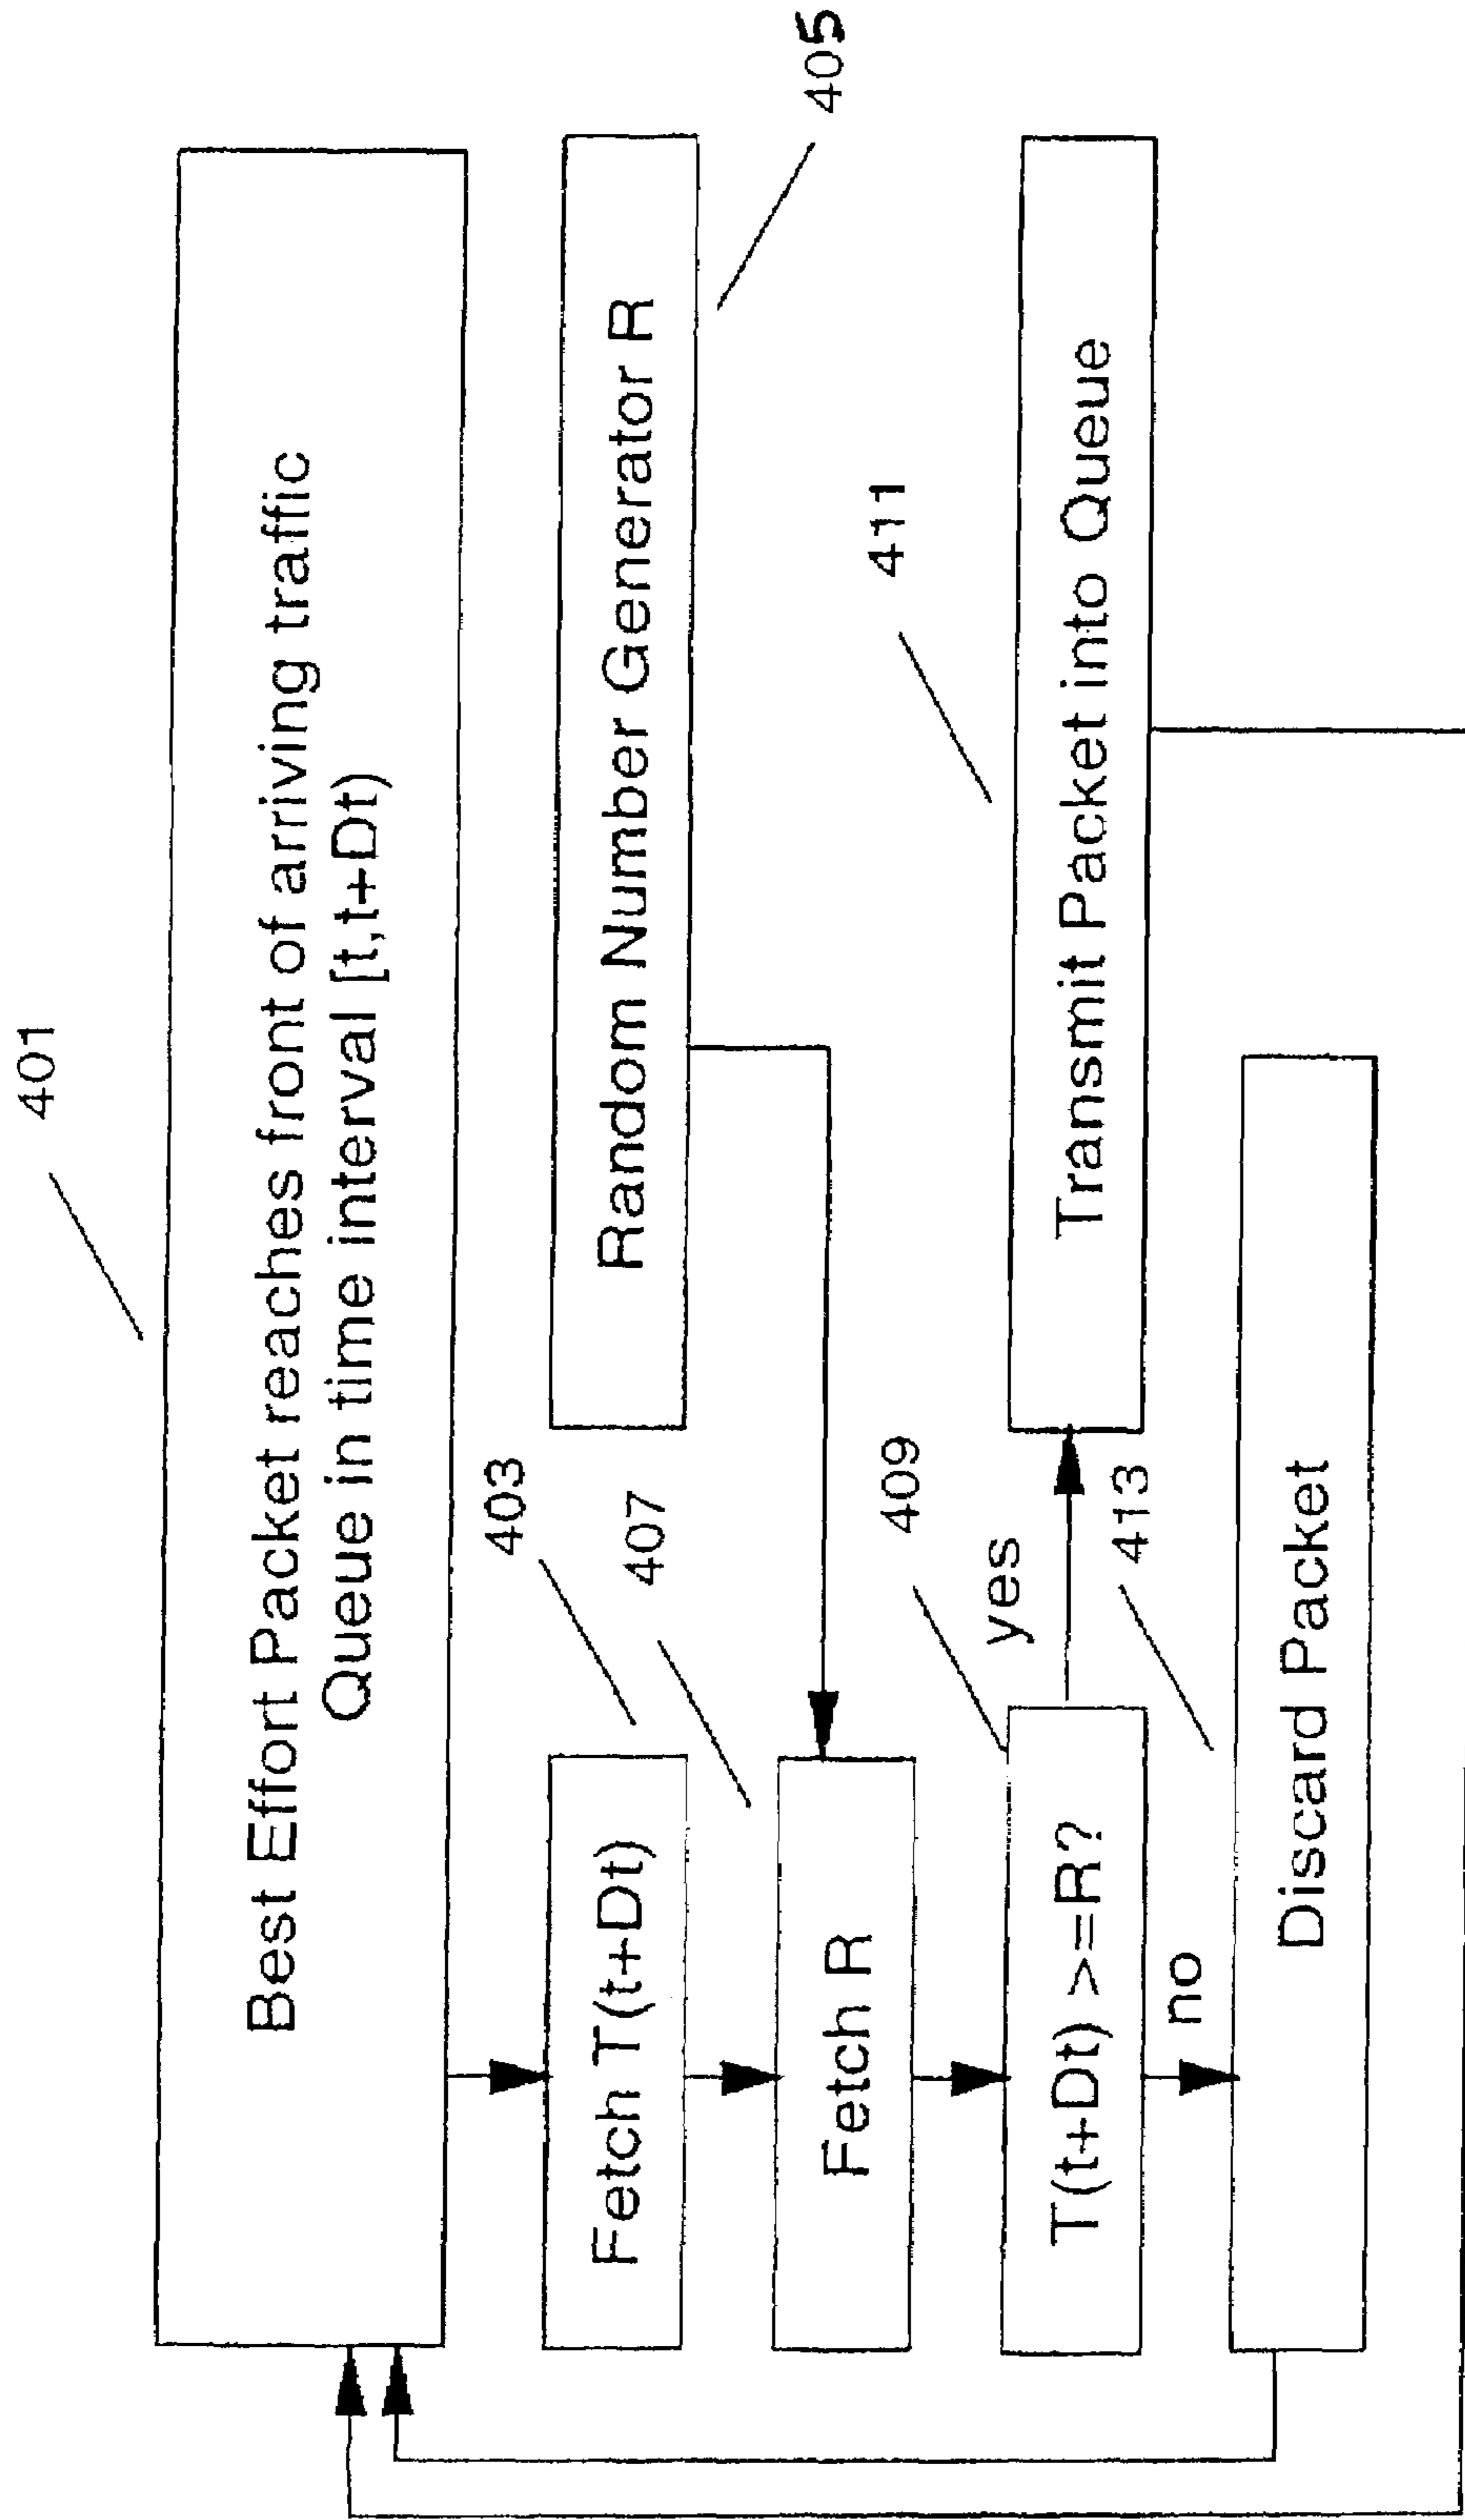 401
Best Effort Packet reaches front of arriving traffic
Queue in time interval [t,t+Dt)
403
Fetch T(t+Dt)
Random Number Generator R
405
407
Fetch R
409
T(t+Dt) >=R?
yes
411
Transmit Packet into Queue
no
413
Discard Packet